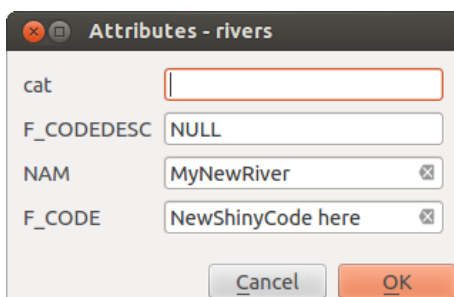 Attributes - rivers
cat
F_CODEDESC NULL
NAM MyNewRiver
F_CODE NewShinyCode here
Cancel OK